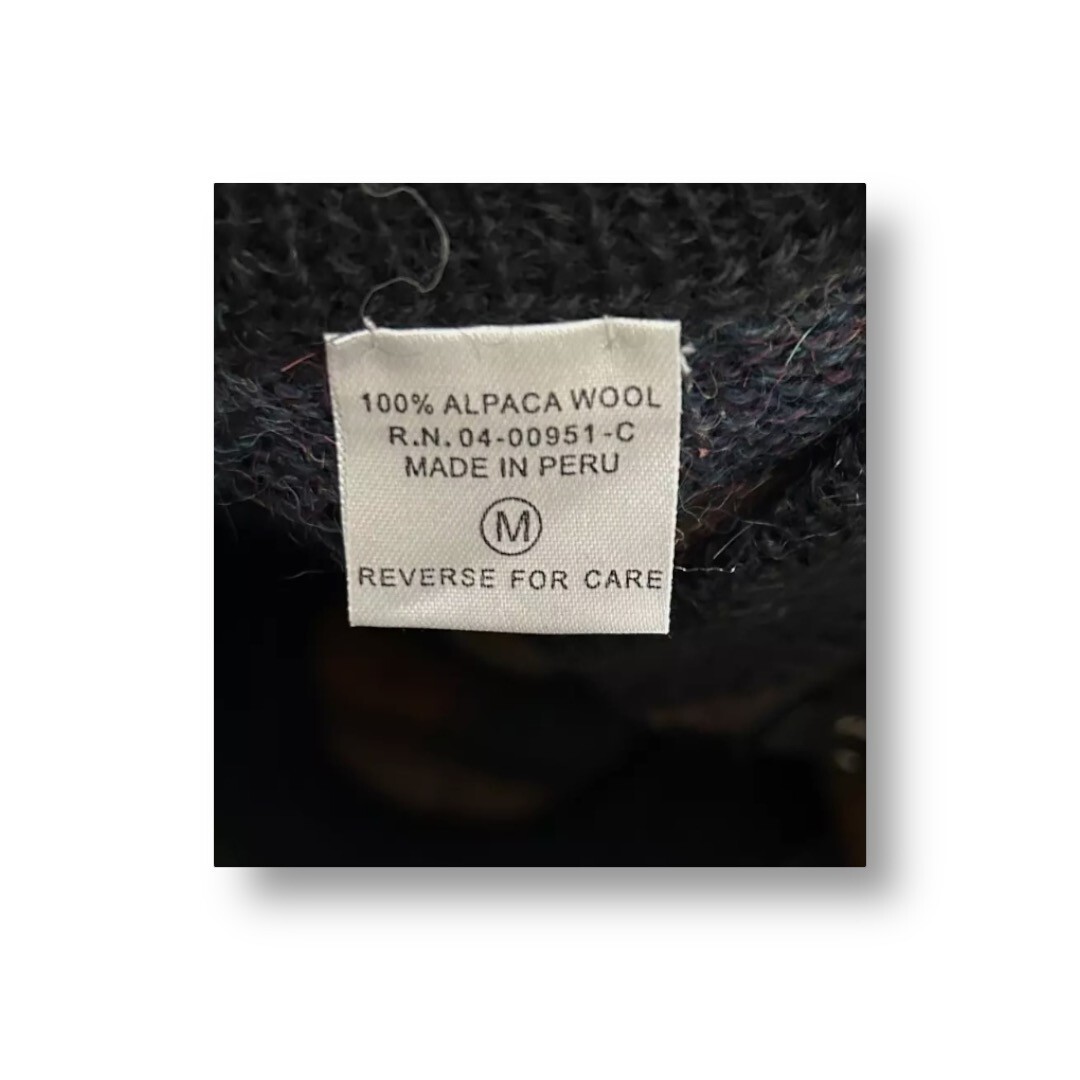 100% ALPACA WOOL
R.N. 04-00951-C
MADE IN PERU
M
REVERSE FOR CARE